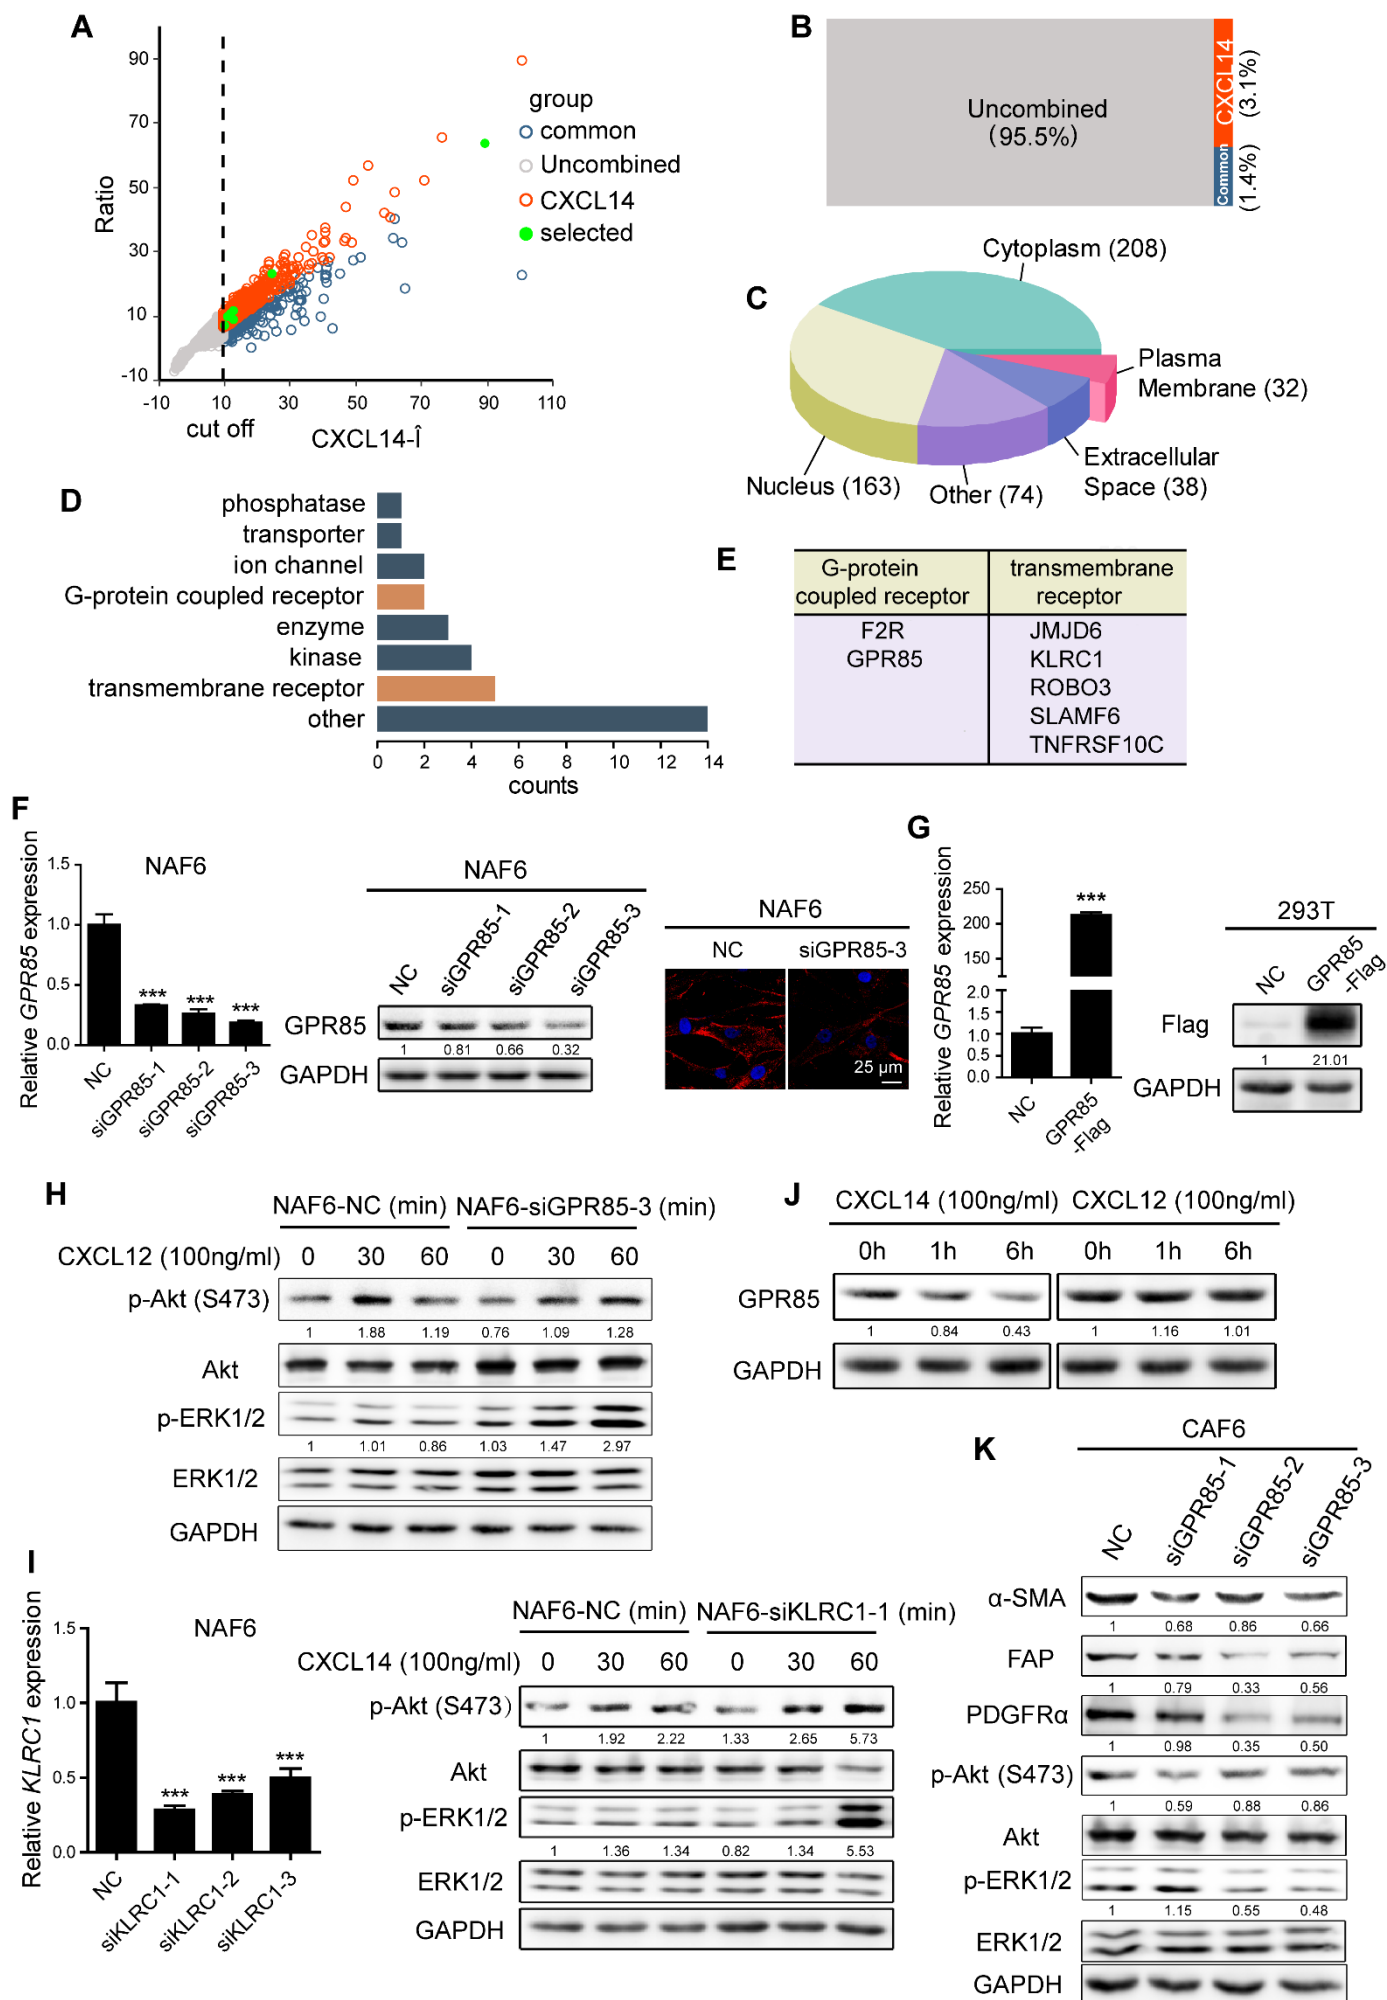 A
Ratio
90
70
50
30
10
-10
-10
10
30
50
70
90
110
cut off
CXCL14-Î
group
common
Uncombined
CXCL14
selected
B
Uncombined
(95.5%)
CXCL14
(3.1%)
Common
(1.4%)
C
Cytoplasm (208)
Plasma
Membrane (32)
Extracellular
Space (38)
Other (74)
Nucleus (163)
D
phosphatase
transporter
ion channel
G-protein coupled receptor
enzyme
kinase
transmembrane receptor
other
0 2 4 6 8 10 12 14
counts
E
G-protein
coupled receptor
transmembrane
receptor
F2R
GPR85
JMJD6
KLRC1
ROBO3
SLAMF6
TNFRSF10C
F
Relative GPR85 expression
NAF6
1.5
1.0
0.5
0.0
***
***
***
NC
siGPR85-1
siGPR85-2
siGPR85-3
NAF6
NC
siGPR85-1
siGPR85-2
siGPR85-3
GPR85
1 0.81 0.66 0.32
GAPDH
NAF6
NC siGPR85-3
25 µm
G
Relative GPR85 expression
250
200
150
2.0
1.0
0.5
0.0
***
NC
GPR85
-Flag
293T
NC
GPR85
-Flag
Flag
1 21.01
GAPDH
H
NAF6-NC (min) NAF6-siGPR85-3 (min)
CXCL12 (100ng/ml) 0 30 60 0 30 60
p-Akt (S473)
1 1.88 1.19 0.76 1.09 1.28
Akt
p-ERK1/2
1 1.01 0.86 1.03 1.47 2.97
ERK1/2
GAPDH
I
Relative KLRC1 expression
NAF6
1.5
1.0
0.5
0.0
***
***
***
NC
siKLRC1-1
siKLRC1-2
siKLRC1-3
NAF6-NC (min) NAF6-siKLRC1-1 (min)
CXCL14 (100ng/ml) 0 30 60 0 30 60
p-Akt (S473)
1 1.92 2.22 1.33 2.65 5.73
Akt
p-ERK1/2
1 1.36 1.34 0.82 1.34 5.53
ERK1/2
GAPDH
J
CXCL14 (100ng/ml) CXCL12 (100ng/ml)
0h 1h 6h 0h 1h 6h
GPR85
1 0.84 0.43 1 1.16 1.01
GAPDH
K
CAF6
NC
siGPR85-1
siGPR85-2
siGPR85-3
α-SMA
1 0.68 0.86 0.66
FAP
1 0.79 0.33 0.56
PDGFRα
1 0.98 0.35 0.50
p-Akt (S473)
1 0.59 0.88 0.86
Akt
p-ERK1/2
1 1.15 0.55 0.48
ERK1/2
GAPDH